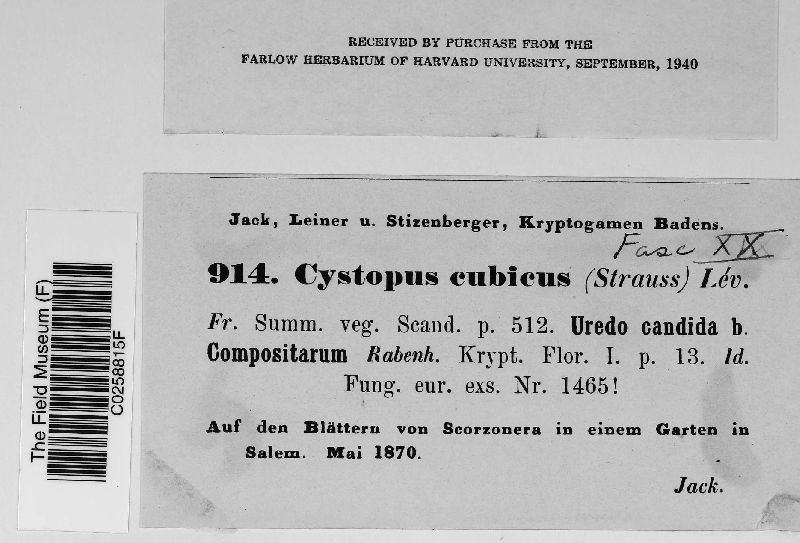 RECEIVED BY PURCHASE FROM THE
FARLOW HERBARIUM OF HARVARD UNIVERSITY, SEPTEMBER, 1940
Jack, Leiner u. Stizenberger, Kryptogamen Badens.
Fasc XIX
914. Cystopus cubicus (Strauss) Lév.
Fr. Summ. veg. Scand. p. 512. Uredo candida b.
Compositarum Rabenh. Krypt. Flor. I. p. 13. Id.
Fung. eur. exs. Nr. 1465!
Auf den Blättern von Scorzonera in einem Garten in
Salem. Mai 1870.
Jack.
The Field Museum (F)
C0258815F